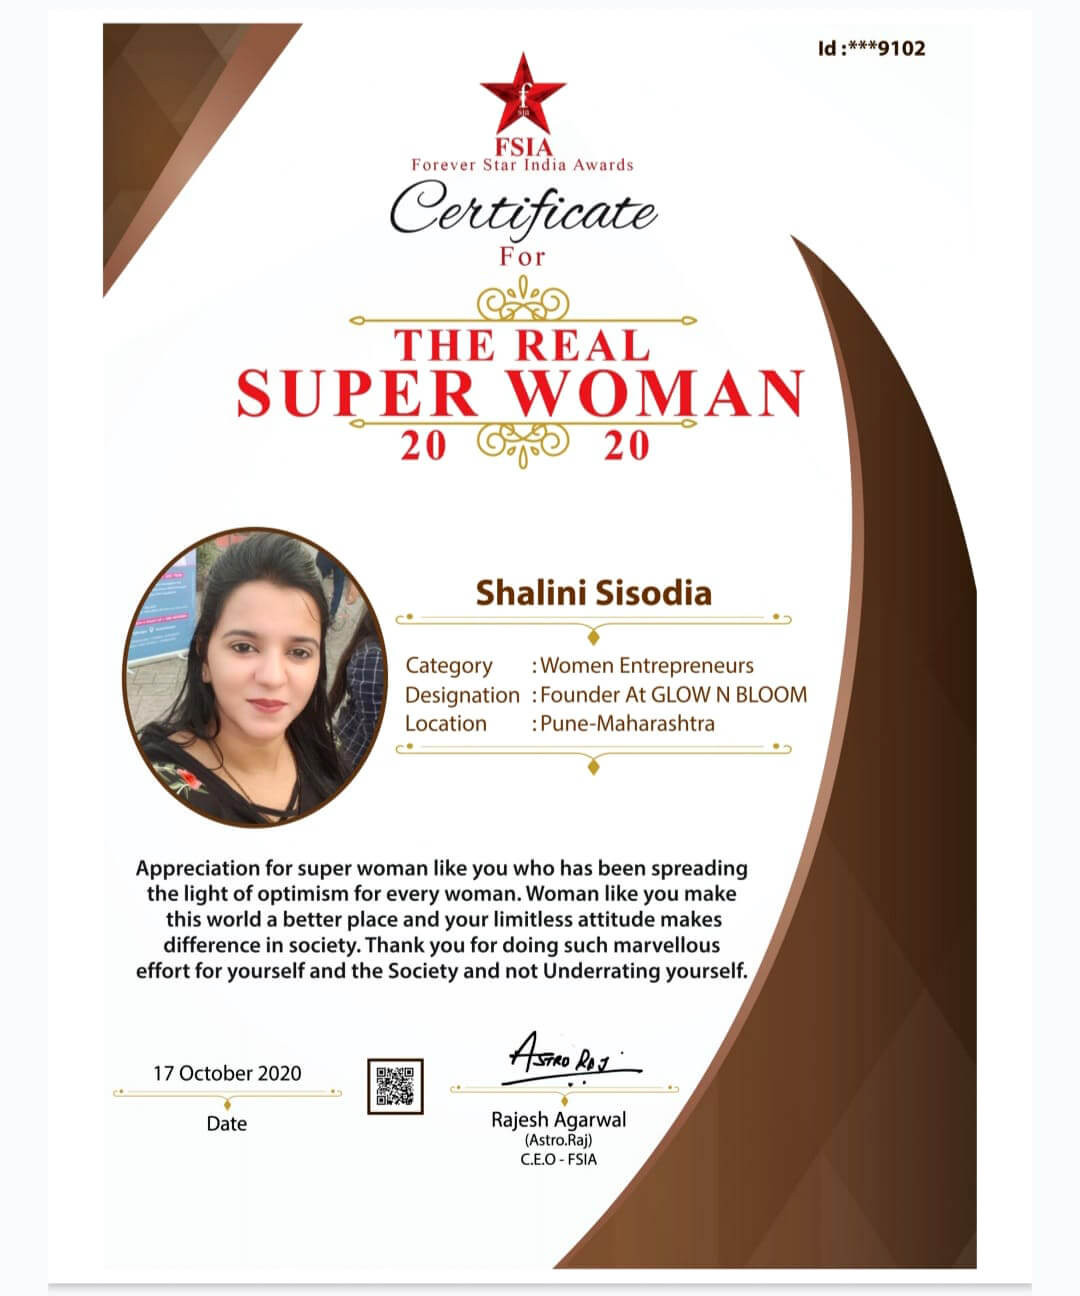 Id :***9102
f
sia
FSIA
Forever Star India Awards
Certificate
For
THE REAL
SUPER WOMAN
20 20
Shalini Sisodia
Category : Women Entrepreneurs
Designation : Founder At GLOW N BLOOM
Location : Pune-Maharashtra
Appreciation for super woman like you who has been spreading
the light of optimism for every woman. Woman like you make
this world a better place and your limitless attitude makes
difference in society. Thank you for doing such marvellous
effort for yourself and the Society and not Underrating yourself.
17 October 2020
Date
ASTRO RAJ
Rajesh Agarwal
(Astro.Raj)
C.E.O - FSIA